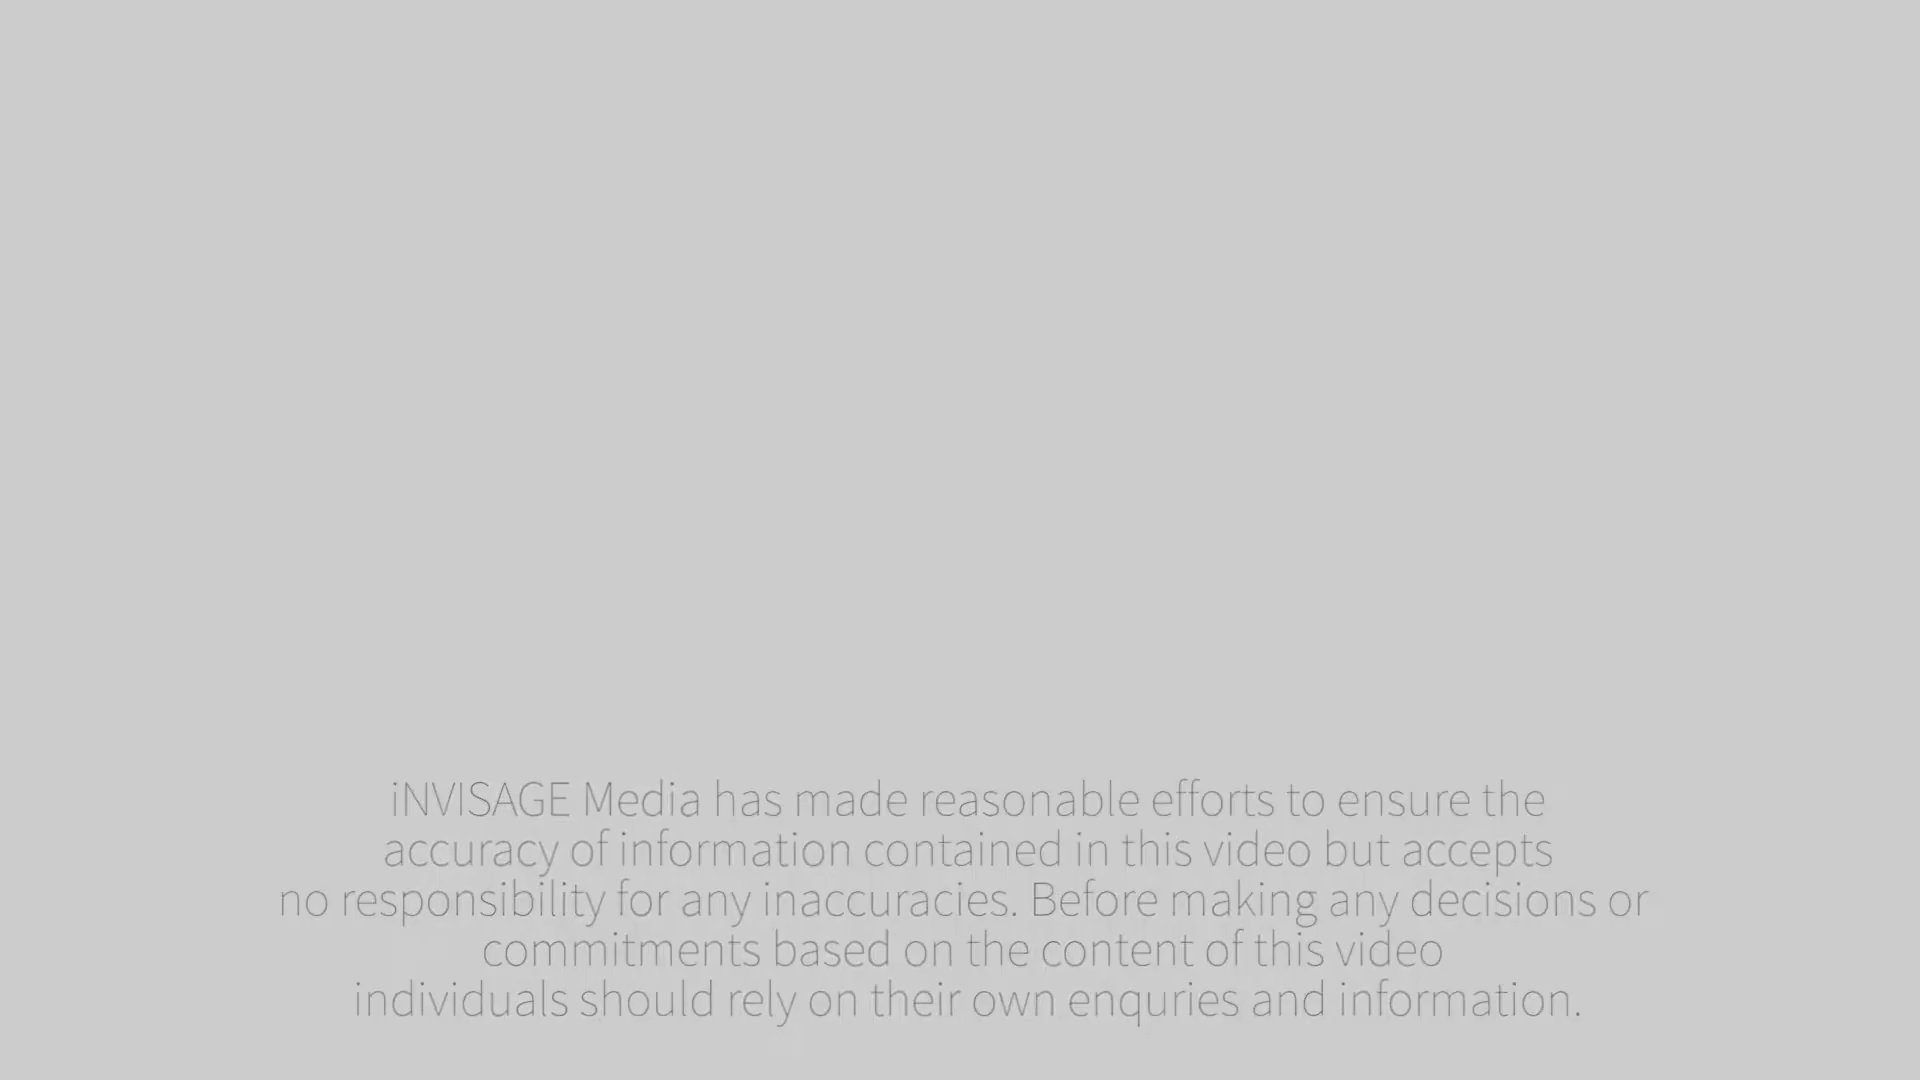 iNVISAGE Media has made reasonable efforts to ensure the
accuracy of information contained in this video but accepts
no responsibility for any inaccuracies. Before making any decisions or
commitments based on the content of this video
individuals should rely on their own enquries and information.